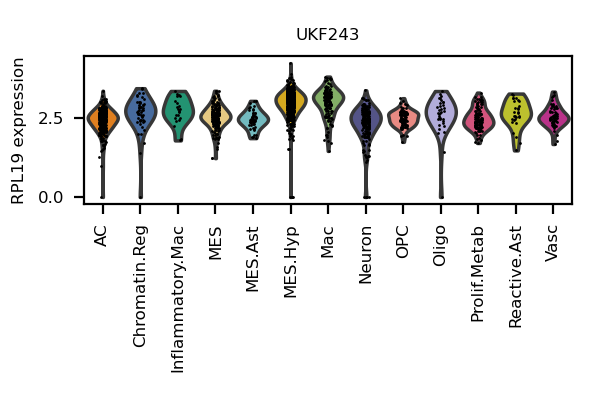 UKF243
RPL19 expression
2.5
0.0
AC
Chromatin.Reg
Inflammatory.Mac
MES
MES.Ast
MES.Hyp
Mac
Neuron
OPC
Oligo
Prolif.Metab
Reactive.Ast
Vasc